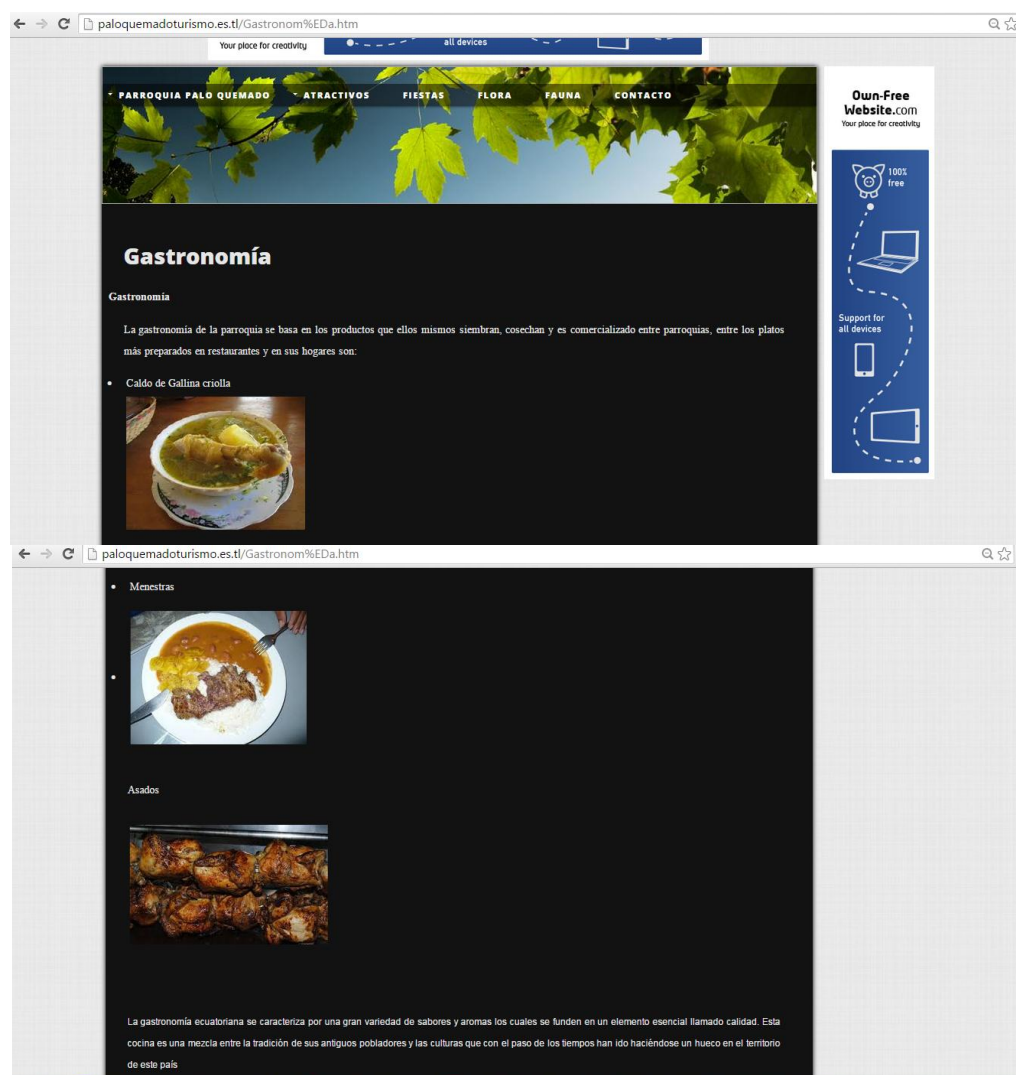 paloquemadoturismo.es.tl/Gastronom%EDa.htm
Your place for creativity
all devices
PARROQUIA PALO QUEMADO ATRACTIVOS FIESTAS FLORA FAUNA CONTACTO
Own-Free
Website.com
Your place for creativity
100%
free
Support for
all devices
Gastronomía
Gastronomía
La gastronomía de la parroquia se basa en los productos que ellos mismos siembran, cosechan y es comercializado entre parroquias, entre los platos
más preparados en restaurantes y en sus hogares son:
Caldo de Gallina criolla
paloquemadoturismo.es.tl/Gastronom%EDa.htm
Menestras
Asados
La gastronomía ecuatoriana se caracteriza por una gran variedad de sabores y aromas los cuales se funden en un elemento esencial llamado calidad. Esta
cocina es una mezcla entre la tradición de sus antiguos pobladores y las culturas que con el paso de los tiempos han ido haciéndose un hueco en el territorio
de este país